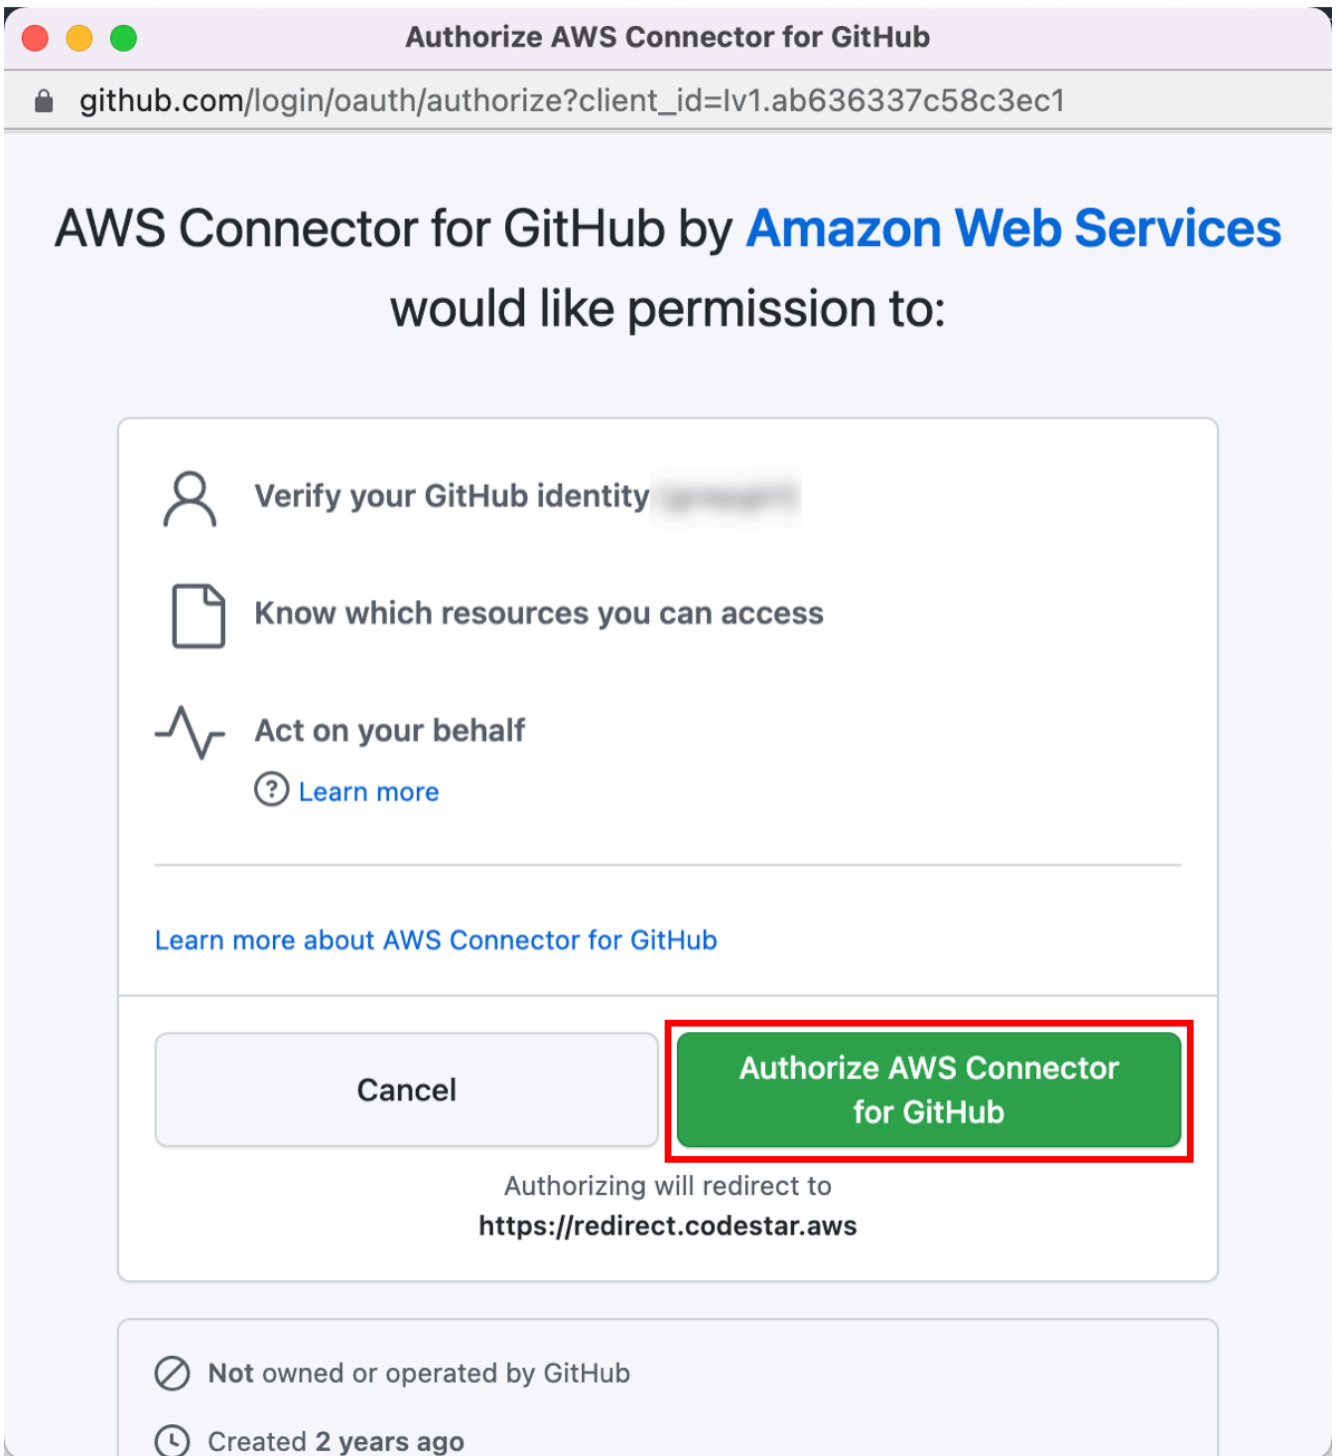 Authorize AWS Connector for GitHub
github.com/login/oauth/authorize?client_id=Iv1.ab636337c58c3ec1
AWS Connector for GitHub by Amazon Web Services
would like permission to:
Verify your GitHub identity
Know which resources you can access
Act on your behalf
Learn more
Learn more about AWS Connector for GitHub
Cancel
Authorize AWS Connector
for GitHub
Authorizing will redirect to
https://redirect.codestar.aws
Not owned or operated by GitHub
Created 2 years ago